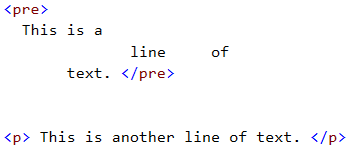 <pre>
  This is a
              line     of
       text. </pre>
<p> This is another line of text. </p>